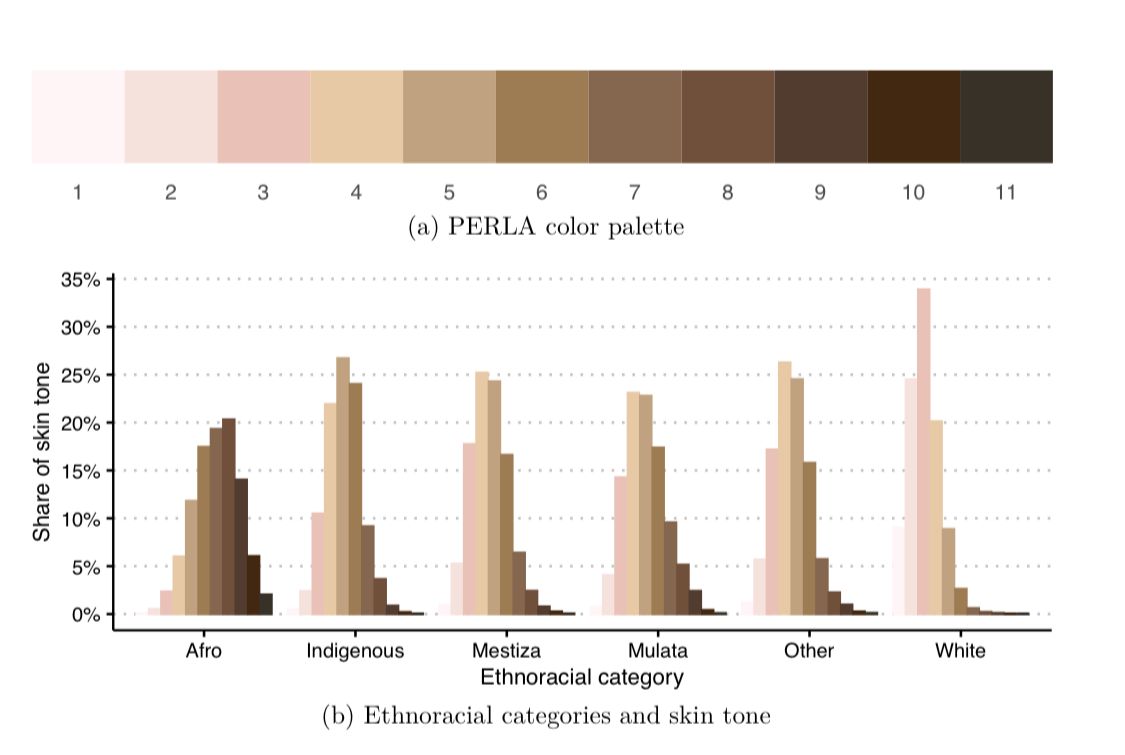 1 2 3 4 5 6 7 8 9 10 11
(a) PERLA color palette
35%
30%
25%
20%
15%
10%
5%
0%
Share of skin tone
Afro Indigenous Mestiza Mulata Other White
Ethnoracial category
(b) Ethnoracial categories and skin tone